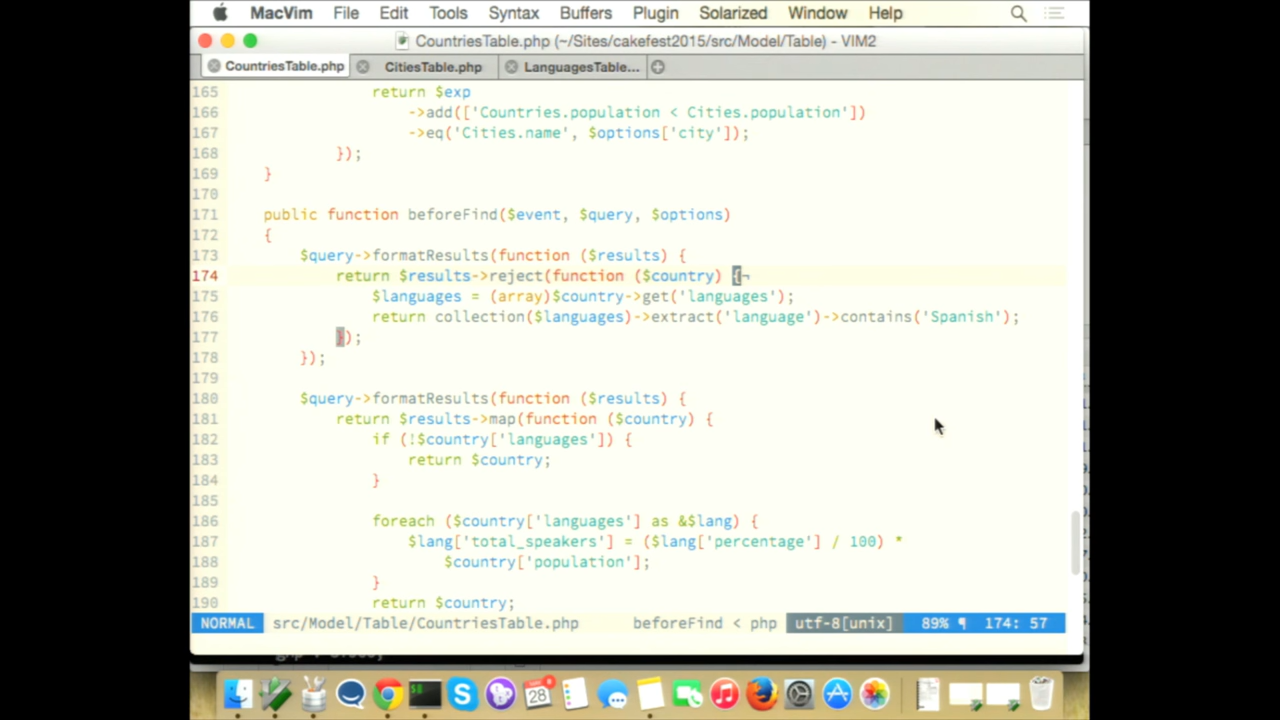 MacVim File Edit Tools Syntax Buffers Plugin Solarized Window Help
CountriesTable.php (~/Sites/cakefest2015/src/Model/Table) - VIM2
CountriesTable.php CitiesTable.php LanguagesTable...
165 return $exp
166 ->add(['Countries.population < Cities.population'])
167 ->eq('Cities.name', $options['city']);
168 });
169 }
170
171 public function beforeFind($event, $query, $options)
172 {
173 $query->formatResults(function ($results) {
174 return $results->reject(function ($country) {¬
175 $languages = (array)$country->get('languages');
176 return collection($languages)->extract('language')->contains('Spanish');
177 });
178 });
179
180 $query->formatResults(function ($results) {
181 return $results->map(function ($country) {
182 if (!$country['languages']) {
183 return $country;
184 }
185
186 foreach ($country['languages'] as &$lang) {
187 $lang['total_speakers'] = ($lang['percentage'] / 100) *
188 $country['population'];
189 }
190 return $country;
NORMAL src/Model/Table/CountriesTable.php beforeFind < php utf-8[unix] 89% ¶ 174: 57
28